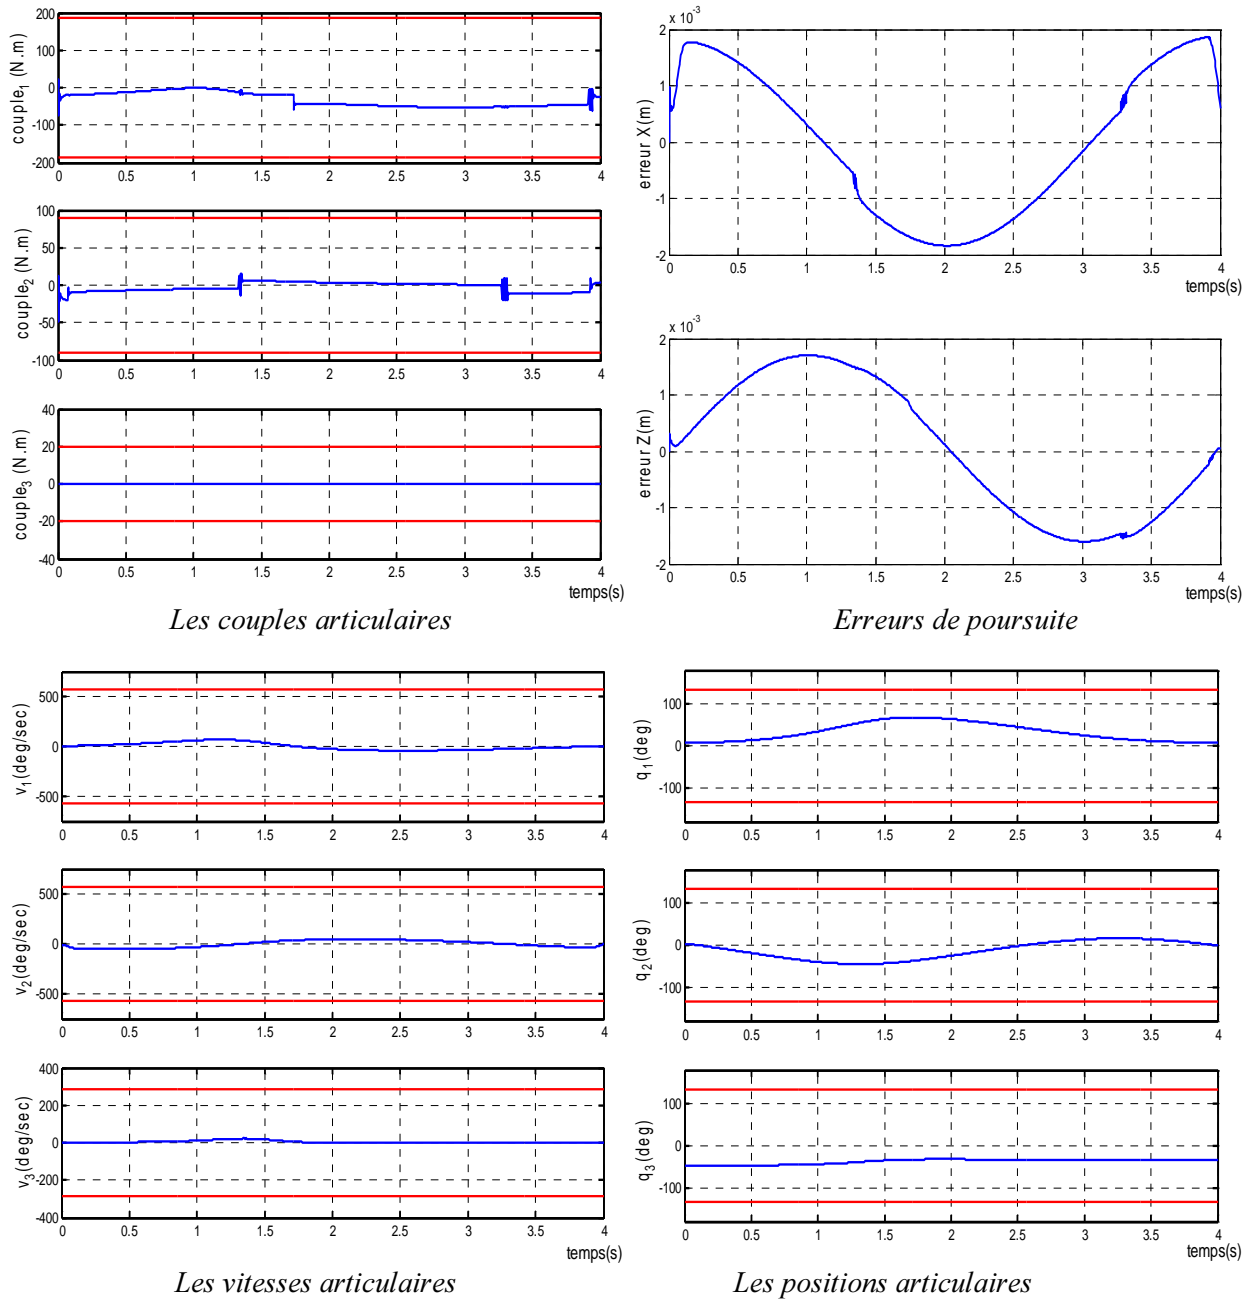 couple₁ (N.m)
200
100
0
-100
-200
0 0.5 1 1.5 2 2.5 3 3.5 4
couple₂ (N.m)
100
50
0
-50
-100
0 0.5 1 1.5 2 2.5 3 3.5 4
couple₃ (N.m)
40
20
0
-20
-40
0 0.5 1 1.5 2 2.5 3 3.5 4
temps(s)
Les couples articulaires
x 10⁻³
erreur X(m)
2
1
0
-1
-2
0 0.5 1 1.5 2 2.5 3 3.5 4
temps(s)
x 10⁻³
erreur Z(m)
2
1
0
-1
-2
0 0.5 1 1.5 2 2.5 3 3.5 4
temps(s)
Erreurs de poursuite
v₁(deg/sec)
500
0
-500
0 0.5 1 1.5 2 2.5 3 3.5 4
v₂(deg/sec)
500
0
-500
0 0.5 1 1.5 2 2.5 3 3.5 4
v₃(deg/sec)
400
200
0
-200
-400
0 0.5 1 1.5 2 2.5 3 3.5 4
temps(s)
Les vitesses articulaires
q₁(deg)
100
0
-100
0 0.5 1 1.5 2 2.5 3 3.5 4
q₂(deg)
100
0
-100
0 0.5 1 1.5 2 2.5 3 3.5 4
q₃(deg)
100
0
-100
0 0.5 1 1.5 2 2.5 3 3.5 4
temps(s)
Les positions articulaires